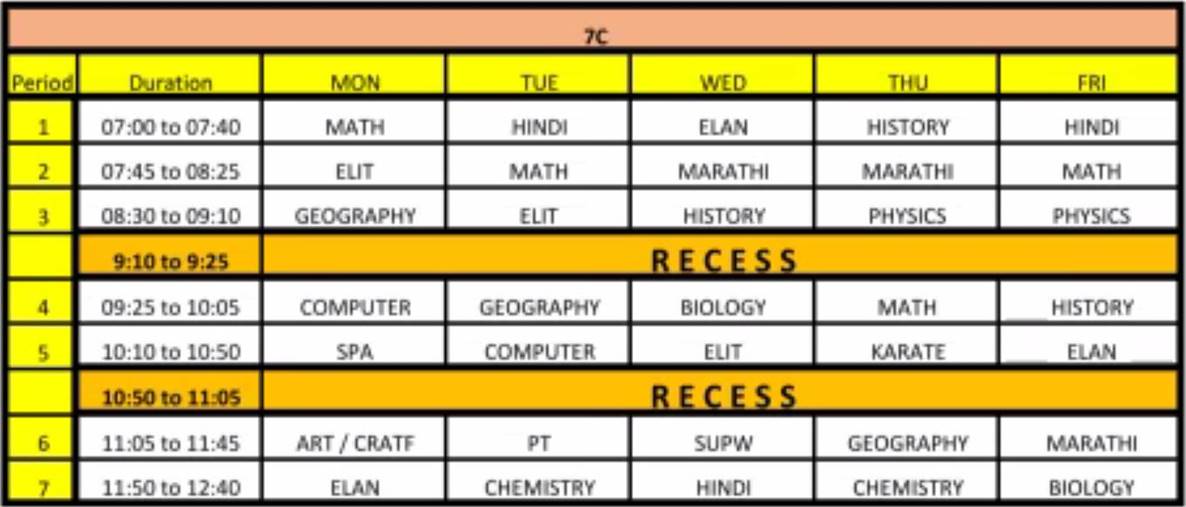 7C
Period Duration MON TUE WED THU FRI
1 07:00 to 07:40 MATH HINDI ELAN HISTORY HINDI
2 07:45 to 08:25 ELIT MATH MARATHI MARATHI MATH
3 08:30 to 09:10 GEOGRAPHY ELIT HISTORY PHYSICS PHYSICS
9:10 to 9:25 RECESS
4 09:25 to 10:05 COMPUTER GEOGRAPHY BIOLOGY MATH HISTORY
5 10:10 to 10:50 SPA COMPUTER ELIT KARATE ELAN
10:50 to 11:05 RECESS
6 11:05 to 11:45 ART / CRATF PT SUPW GEOGRAPHY MARATHI
7 11:50 to 12:40 ELAN CHEMISTRY HINDI CHEMISTRY BIOLOGY